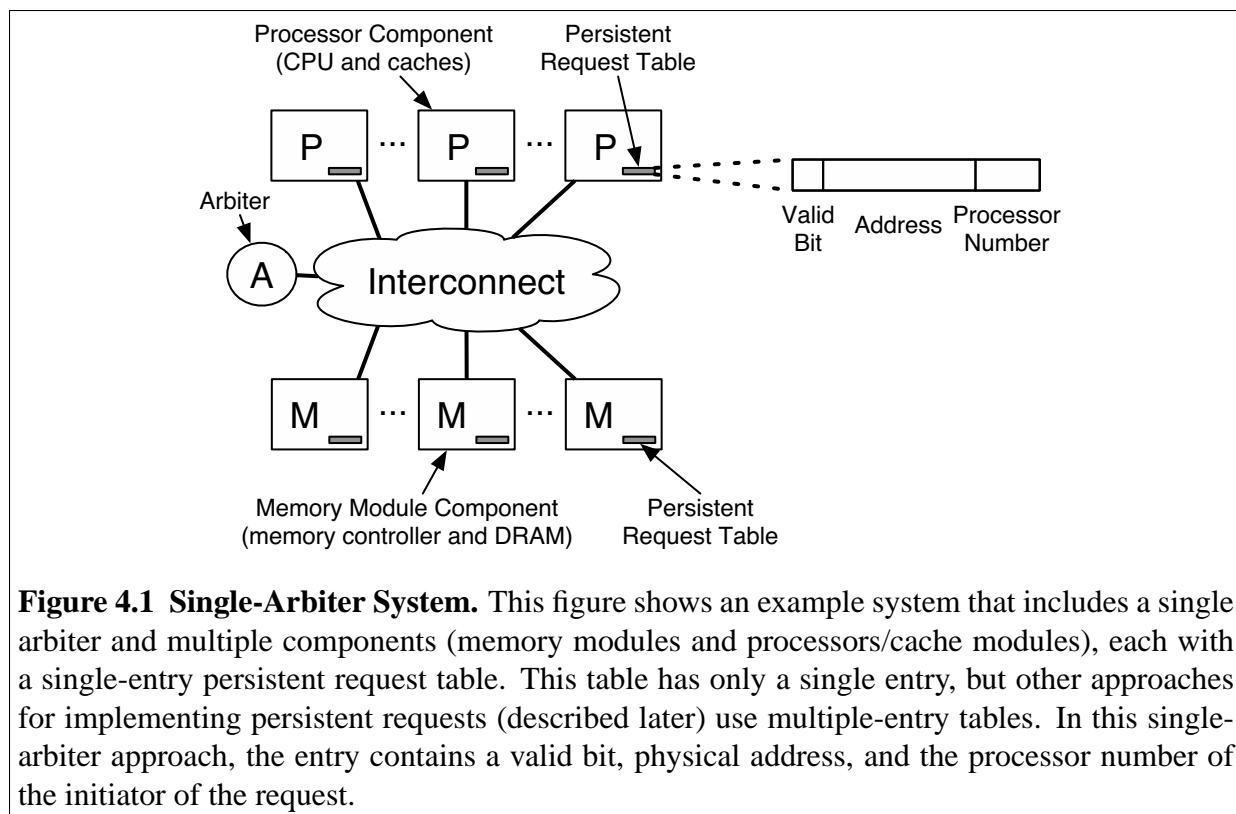 Processor Component
(CPU and caches)
Persistent
Request Table
P
...
P
...
P
Arbiter
A
Interconnect
Valid
Bit
Address
Processor
Number
M
...
M
...
M
Memory Module Component
(memory controller and DRAM)
Persistent
Request Table
Figure 4.1 Single-Arbiter System. This figure shows an example system that includes a single
arbiter and multiple components (memory modules and processors/cache modules), each with
a single-entry persistent request table. This table has only a single entry, but other approaches
for implementing persistent requests (described later) use multiple-entry tables. In this single-
arbiter approach, the entry contains a valid bit, physical address, and the processor number of
the initiator of the request.